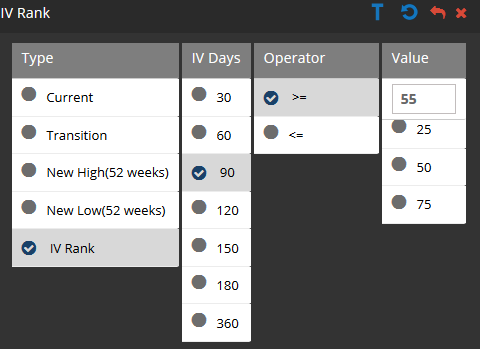 IV Rank
T
Type
Current
Transition
New High(52 weeks)
New Low(52 weeks)
IV Rank
IV Days
30
60
90
120
150
180
360
Operator
>=
<=
Value
55
25
50
75